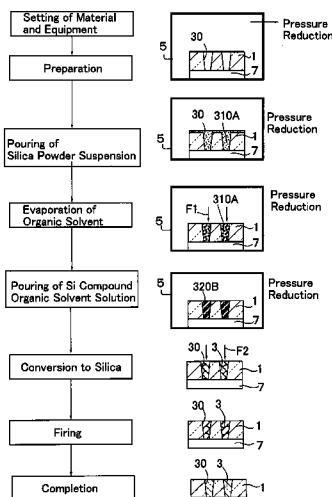 Setting of Material
and Equipment
Preparation
Pouring of
Silica Powder Suspension
Evaporation of
Organic Solvent
Pouring of Si Compound
Organic Solvent Solution
Conversion to Silica
Firing
Completion
Pressure
Reduction
5
30
1
7
Pressure
Reduction
5
30 310A
1
7
Pressure
Reduction
5
F1 310A
1
7
Pressure
Reduction
5
320B
1
7
30 3 F2
1
7
30 3
1
7
30 3
1